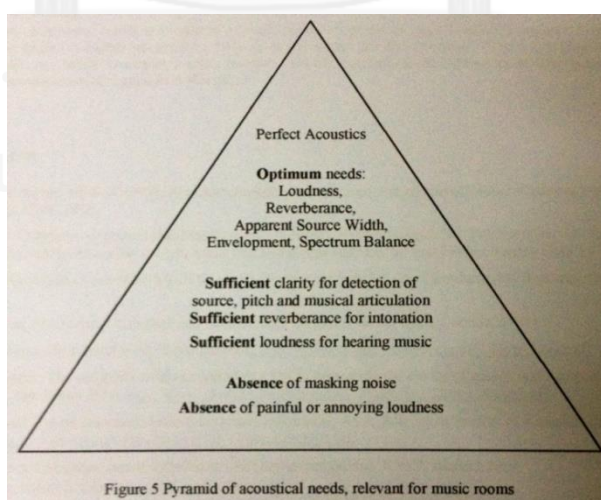 Perfect Acoustics
Optimum needs:
Loudness,
Reverberance,
Apparent Source Width,
Envelopment, Spectrum Balance
Sufficient clarity for detection of
source, pitch and musical articulation
Sufficient reverberance for intonation
Sufficient loudness for hearing music
Absence of masking noise
Absence of painful or annoying loudness
Figure 5 Pyramid of acoustical needs, relevant for music rooms